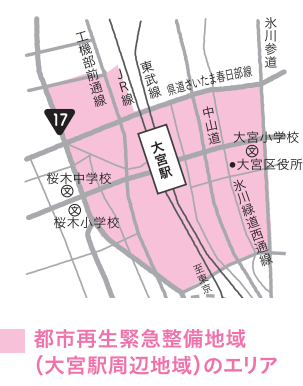 氷川参道
工機部前通線
JR線
東武線
県道さいたま春日部線
17
中山道
大宮駅
大宮小学校
文
大宮区役所
桜木中学校
文
文
桜木小学校
氷川緑道西通線
至東京
都市再生緊急整備地域
（大宮駅周辺地域）のエリア